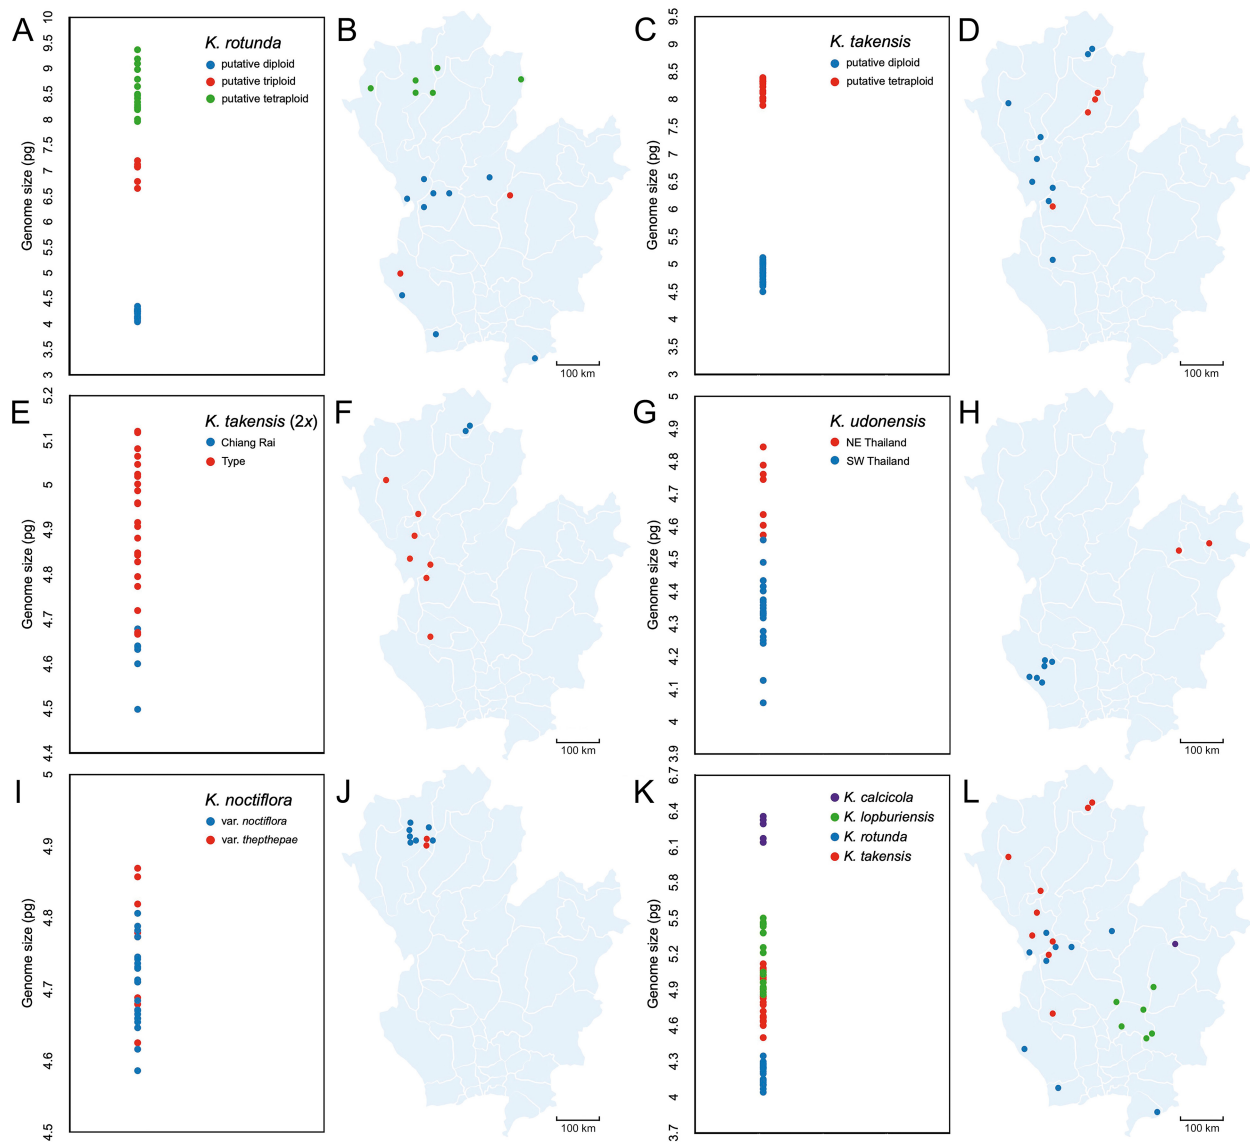 A
Genome size (pg)
10
9.5
9
8.5
8
7.5
7
6.5
6
5.5
5
4.5
4
3.5
3
K. rotunda
putative diploid
putative triploid
putative tetraploid
B
100 km
C
Genome size (pg)
9.5
9
8.5
8
7.5
7
6.5
6
5.5
5
4.5
4
3.5
3
K. takensis
putative diploid
putative tetraploid
D
100 km
E
Genome size (pg)
5.2
5.1
5
4.9
4.8
4.7
4.6
4.5
4.4
K. takensis (2x)
Chiang Rai
Type
F
100 km
G
Genome size (pg)
5
4.9
4.8
4.7
4.6
4.5
4.4
4.3
4.2
4.1
4
3.9
K. udonensis
NE Thailand
SW Thailand
H
100 km
I
Genome size (pg)
5
4.9
4.8
4.7
4.6
4.5
K. noctiflora
var. noctiflora
var. thepthepae
J
100 km
K
Genome size (pg)
6.7
6.4
6.1
5.8
5.5
5.2
4.9
4.6
4.3
4
3.7
K. calcicola
K. lopburiensis
K. rotunda
K. takensis
L
100 km